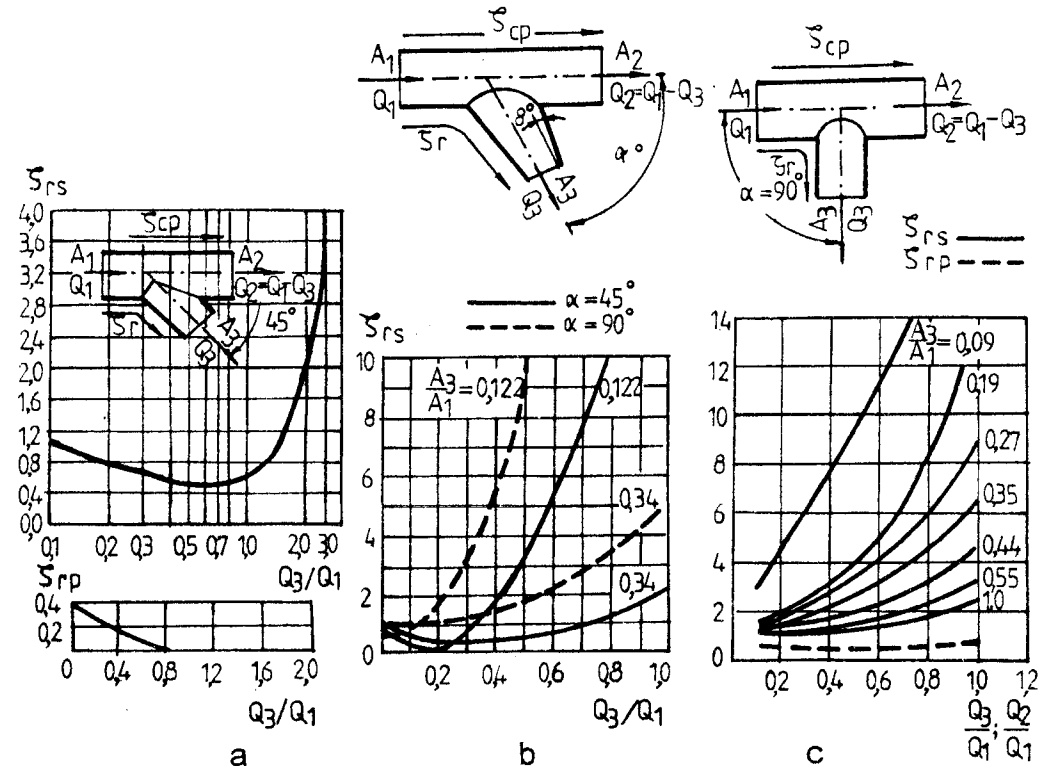 ζcp
A1
Q1
A2
Q2=Q1-Q3
ζr
8°
α°
A3
Q3
ζcp
A1
Q1
A2
Q2=Q1-Q3
ζr
α=90°
A3
Q3
ζrs
ζrp
ζrs
4,0
3,6
3,2
2,8
2,4
2,0
1,6
1,2
0,8
0,4
0,0
ζcp
A1
Q1
A2
Q2=Q1-Q3
ζr
45°
A3
Q3
0,1 0,2 0,3 0,5 0,7 1,0 2,0 3,0
Q3/Q1
ζrp
0,4
0,2
0 0,4 0,8 1,2 1,6 2,0
Q3/Q1
a
α=45°
α=90°
ζrs
10
8
6
4
2
0
A3/A1=0,122
0,122
0,34
0,34
0,2 0,4 0,6 0,8 1,0
Q3/Q1
b
14
12
10
8
6
4
2
0
A3/A1=0,09
0,19
0,27
0,35
0,44
0,55
1,0
0,2 0,4 0,6 0,8 1,0 1,2
Q3/Q1; Q2/Q1
c